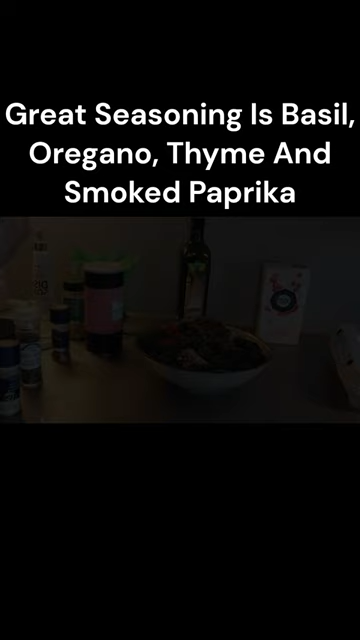 Great Seasoning Is Basil,
Oregano, Thyme And
Smoked Paprika